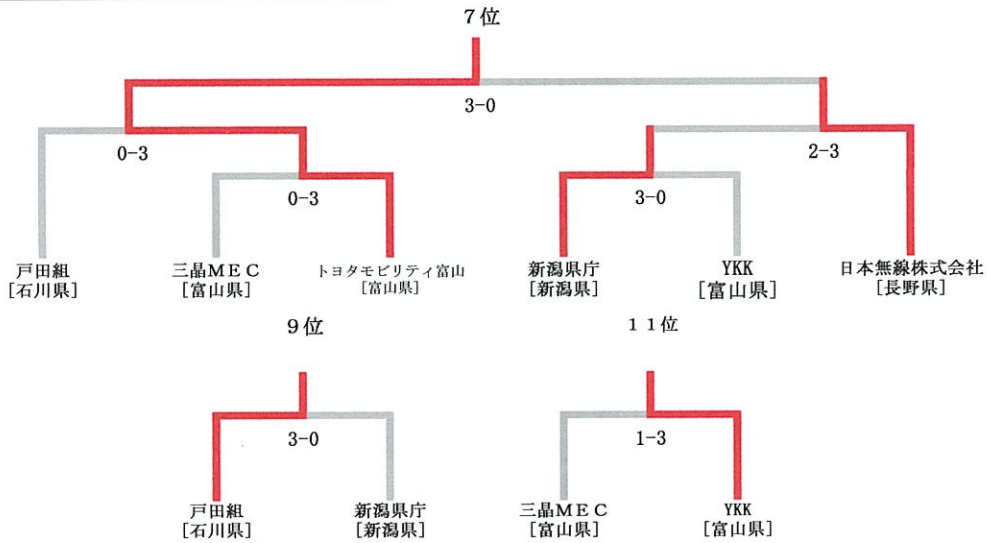 7位
3-0
0-3
2-3
0-3
3-0
戸田組
[石川県]
三晶ＭＥＣ
[富山県]
トヨタモビリティ富山
[富山県]
新潟県庁
[新潟県]
YKK
[富山県]
日本無線株式会社
[長野県]
9位
11位
3-0
1-3
戸田組
[石川県]
新潟県庁
[新潟県]
三晶ＭＥＣ
[富山県]
YKK
[富山県]